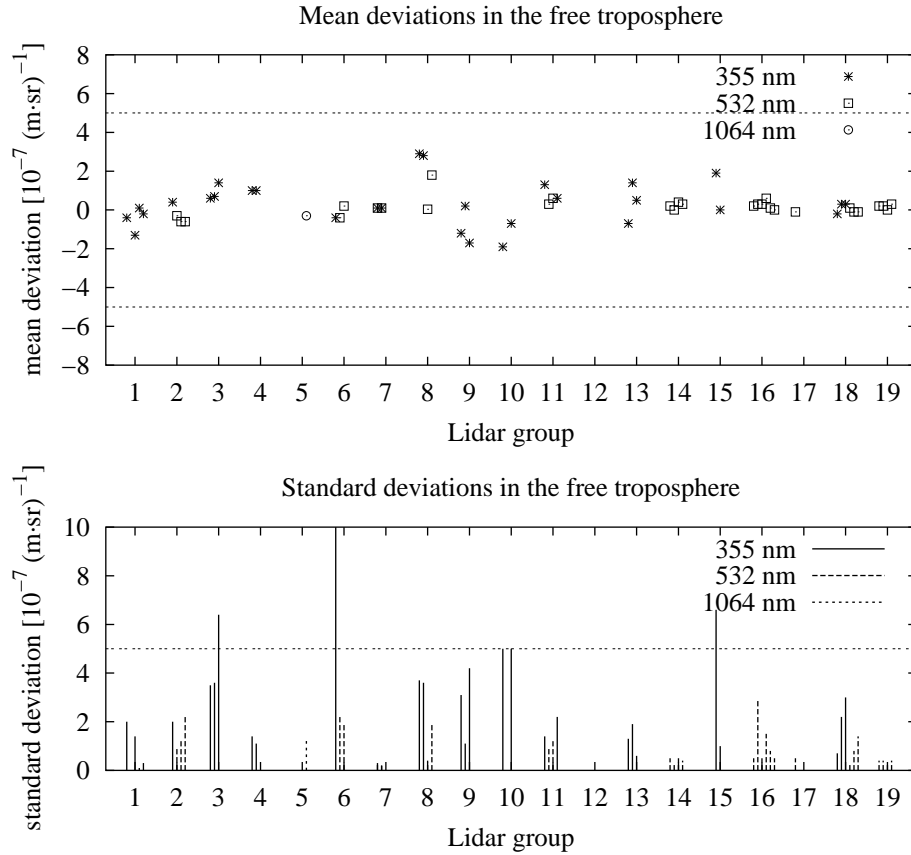 Mean deviations in the free troposphere
mean deviation [10⁻⁷ (m·sr)⁻¹
8
6
4
2
0
−2
−4
−6
−8
355 nm
532 nm
1064 nm
1 2 3 4 5 6 7 8 9 10 11 12 13 14 15 16 17 18 19
Lidar group
Standard deviations in the free troposphere
standard deviation [10⁻⁷ (m·sr)⁻¹
10
8
6
4
2
0
355 nm
532 nm
1064 nm
1 2 3 4 5 6 7 8 9 10 11 12 13 14 15 16 17 18 19
Lidar group